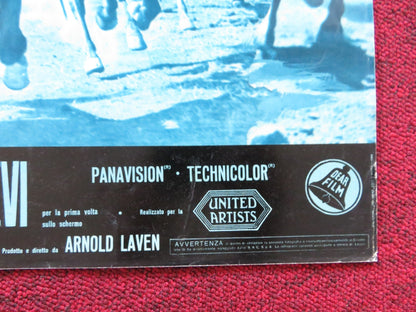 EVI
PANAVISION(R) • TECHNICOLOR(R)
per la prima volta
sullo schermo
• Realizzato per la
UNITED
ARTISTS
DEAR
FILM
Prodotto e diretto da ARNOLD LAVEN
AVVERTENZA